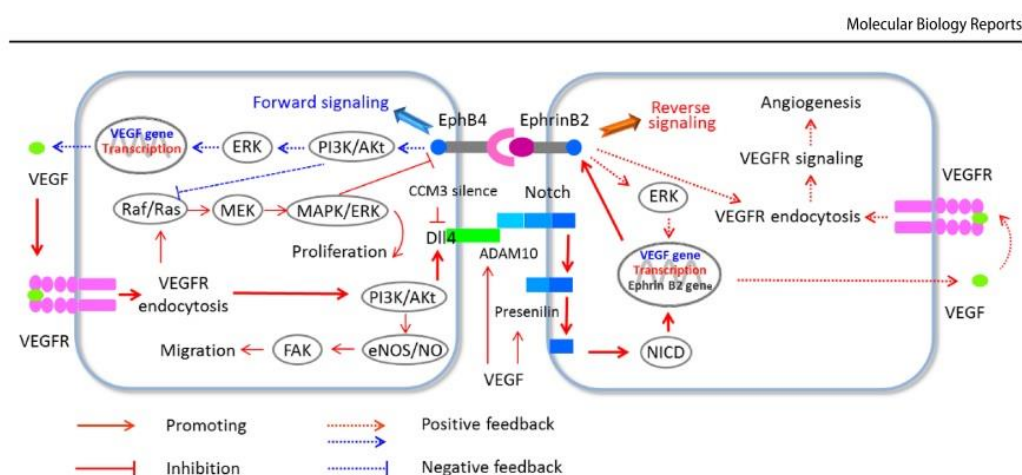 Molecular Biology Reports
Forward signaling
EphB4
EphrinB2
Reverse signaling
Angiogenesis
VEGF gene
Transcription
ERK
PI3K/AKt
VEGFR signaling
VEGF
CCM3 silence
Notch
ERK
VEGFR
Raf/Ras
MEK
MAPK/ERK
VEGFR endocytosis
Dll4
ADAM10
Proliferation
VEGF gene
Transcription
Ephrin B2 gene
VEGFR
endocytosis
PI3K/AKt
Presenilin
VEGF
VEGFR
Migration
FAK
eNOS/NO
NICD
VEGF
Promoting
Positive feedback
Inhibition
Negative feedback